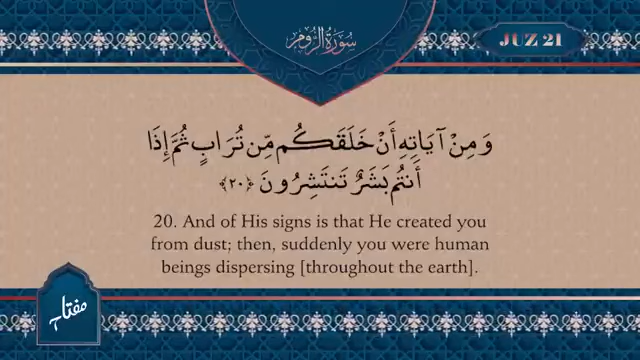 سورة الروم
JUZ 21
وَمِنْ آيَاتِهِ أَنْ خَلَقَكُم مِّن تُرَابٍ ثُمَّ إِذَا
أَنتُم بَشَرٌ تَنتَشِرُونَ ﴿٢٠﴾
20. And of His signs is that He created you
from dust; then, suddenly you were human
beings dispersing [throughout the earth].
مفتاح